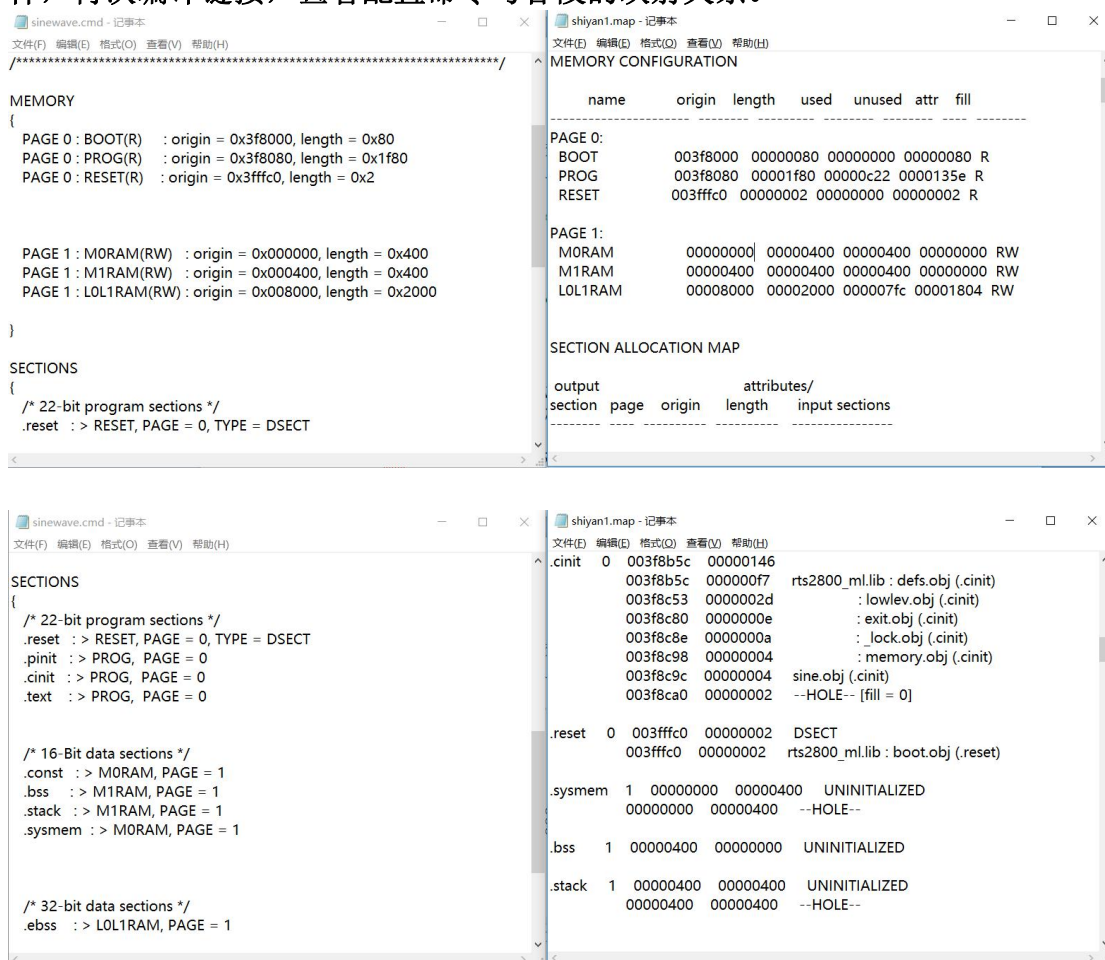 件，再次编译链接，查看配置命令与各段的映射关系。
sinewave.cmd - 记事本
文件(F) 编辑(E) 格式(O) 查看(V) 帮助(H)
/****************************************************************************/
MEMORY
{
PAGE 0 : BOOT(R) : origin = 0x3f8000, length = 0x80
PAGE 0 : PROG(R) : origin = 0x3f8080, length = 0x1f80
PAGE 0 : RESET(R) : origin = 0x3fffc0, length = 0x2
PAGE 1 : M0RAM(RW) : origin = 0x000000, length = 0x400
PAGE 1 : M1RAM(RW) : origin = 0x000400, length = 0x400
PAGE 1 : L0L1RAM(RW) : origin = 0x008000, length = 0x2000
}
SECTIONS
{
/* 22-bit program sections */
.reset : > RESET, PAGE = 0, TYPE = DSECT
shiyan1.map - 记事本
文件(F) 编辑(E) 格式(O) 查看(V) 帮助(H)
MEMORY CONFIGURATION
name origin length used unused attr fill
---------------------- -------- --------- -------- -------- ---- --------
PAGE 0:
BOOT 003f8000 00000080 00000000 00000080 R
PROG 003f8080 00001f80 00000c22 0000135e R
RESET 003fffc0 00000002 00000000 00000002 R
PAGE 1:
M0RAM 00000000 00000400 00000400 00000000 RW
M1RAM 00000400 00000400 00000400 00000000 RW
L0L1RAM 00008000 00002000 000007fc 00001804 RW
SECTION ALLOCATION MAP
output attributes/
section page origin length input sections
-------- ---- ---------- ---------- ----------------
sinewave.cmd - 记事本
文件(F) 编辑(E) 格式(O) 查看(V) 帮助(H)
SECTIONS
{
/* 22-bit program sections */
.reset : > RESET, PAGE = 0, TYPE = DSECT
.pinit : > PROG, PAGE = 0
.cinit : > PROG, PAGE = 0
.text : > PROG, PAGE = 0
/* 16-Bit data sections */
.const : > M0RAM, PAGE = 1
.bss : > M1RAM, PAGE = 1
.stack : > M1RAM, PAGE = 1
.sysmem : > M0RAM, PAGE = 1
/* 32-bit data sections */
.ebss : > L0L1RAM, PAGE = 1
shiyan1.map - 记事本
文件(F) 编辑(E) 格式(O) 查看(V) 帮助(H)
.cinit 0 003f8b5c 00000146
003f8b5c 000000f7 rts2800_ml.lib : defs.obj (.cinit)
003f8c53 0000002d : lowlev.obj (.cinit)
003f8c80 0000000e : exit.obj (.cinit)
003f8c8e 0000000a : _lock.obj (.cinit)
003f8c98 00000004 : memory.obj (.cinit)
003f8c9c 00000004 sine.obj (.cinit)
003f8ca0 00000002 --HOLE-- [fill = 0]
.reset 0 003fffc0 00000002 DSECT
003fffc0 00000002 rts2800_ml.lib : boot.obj (.reset)
.sysmem 1 00000000 00000400 UNINITIALIZED
00000000 00000400 --HOLE--
.bss 1 00000400 00000000 UNINITIALIZED
.stack 1 00000400 00000400 UNINITIALIZED
00000400 00000400 --HOLE--